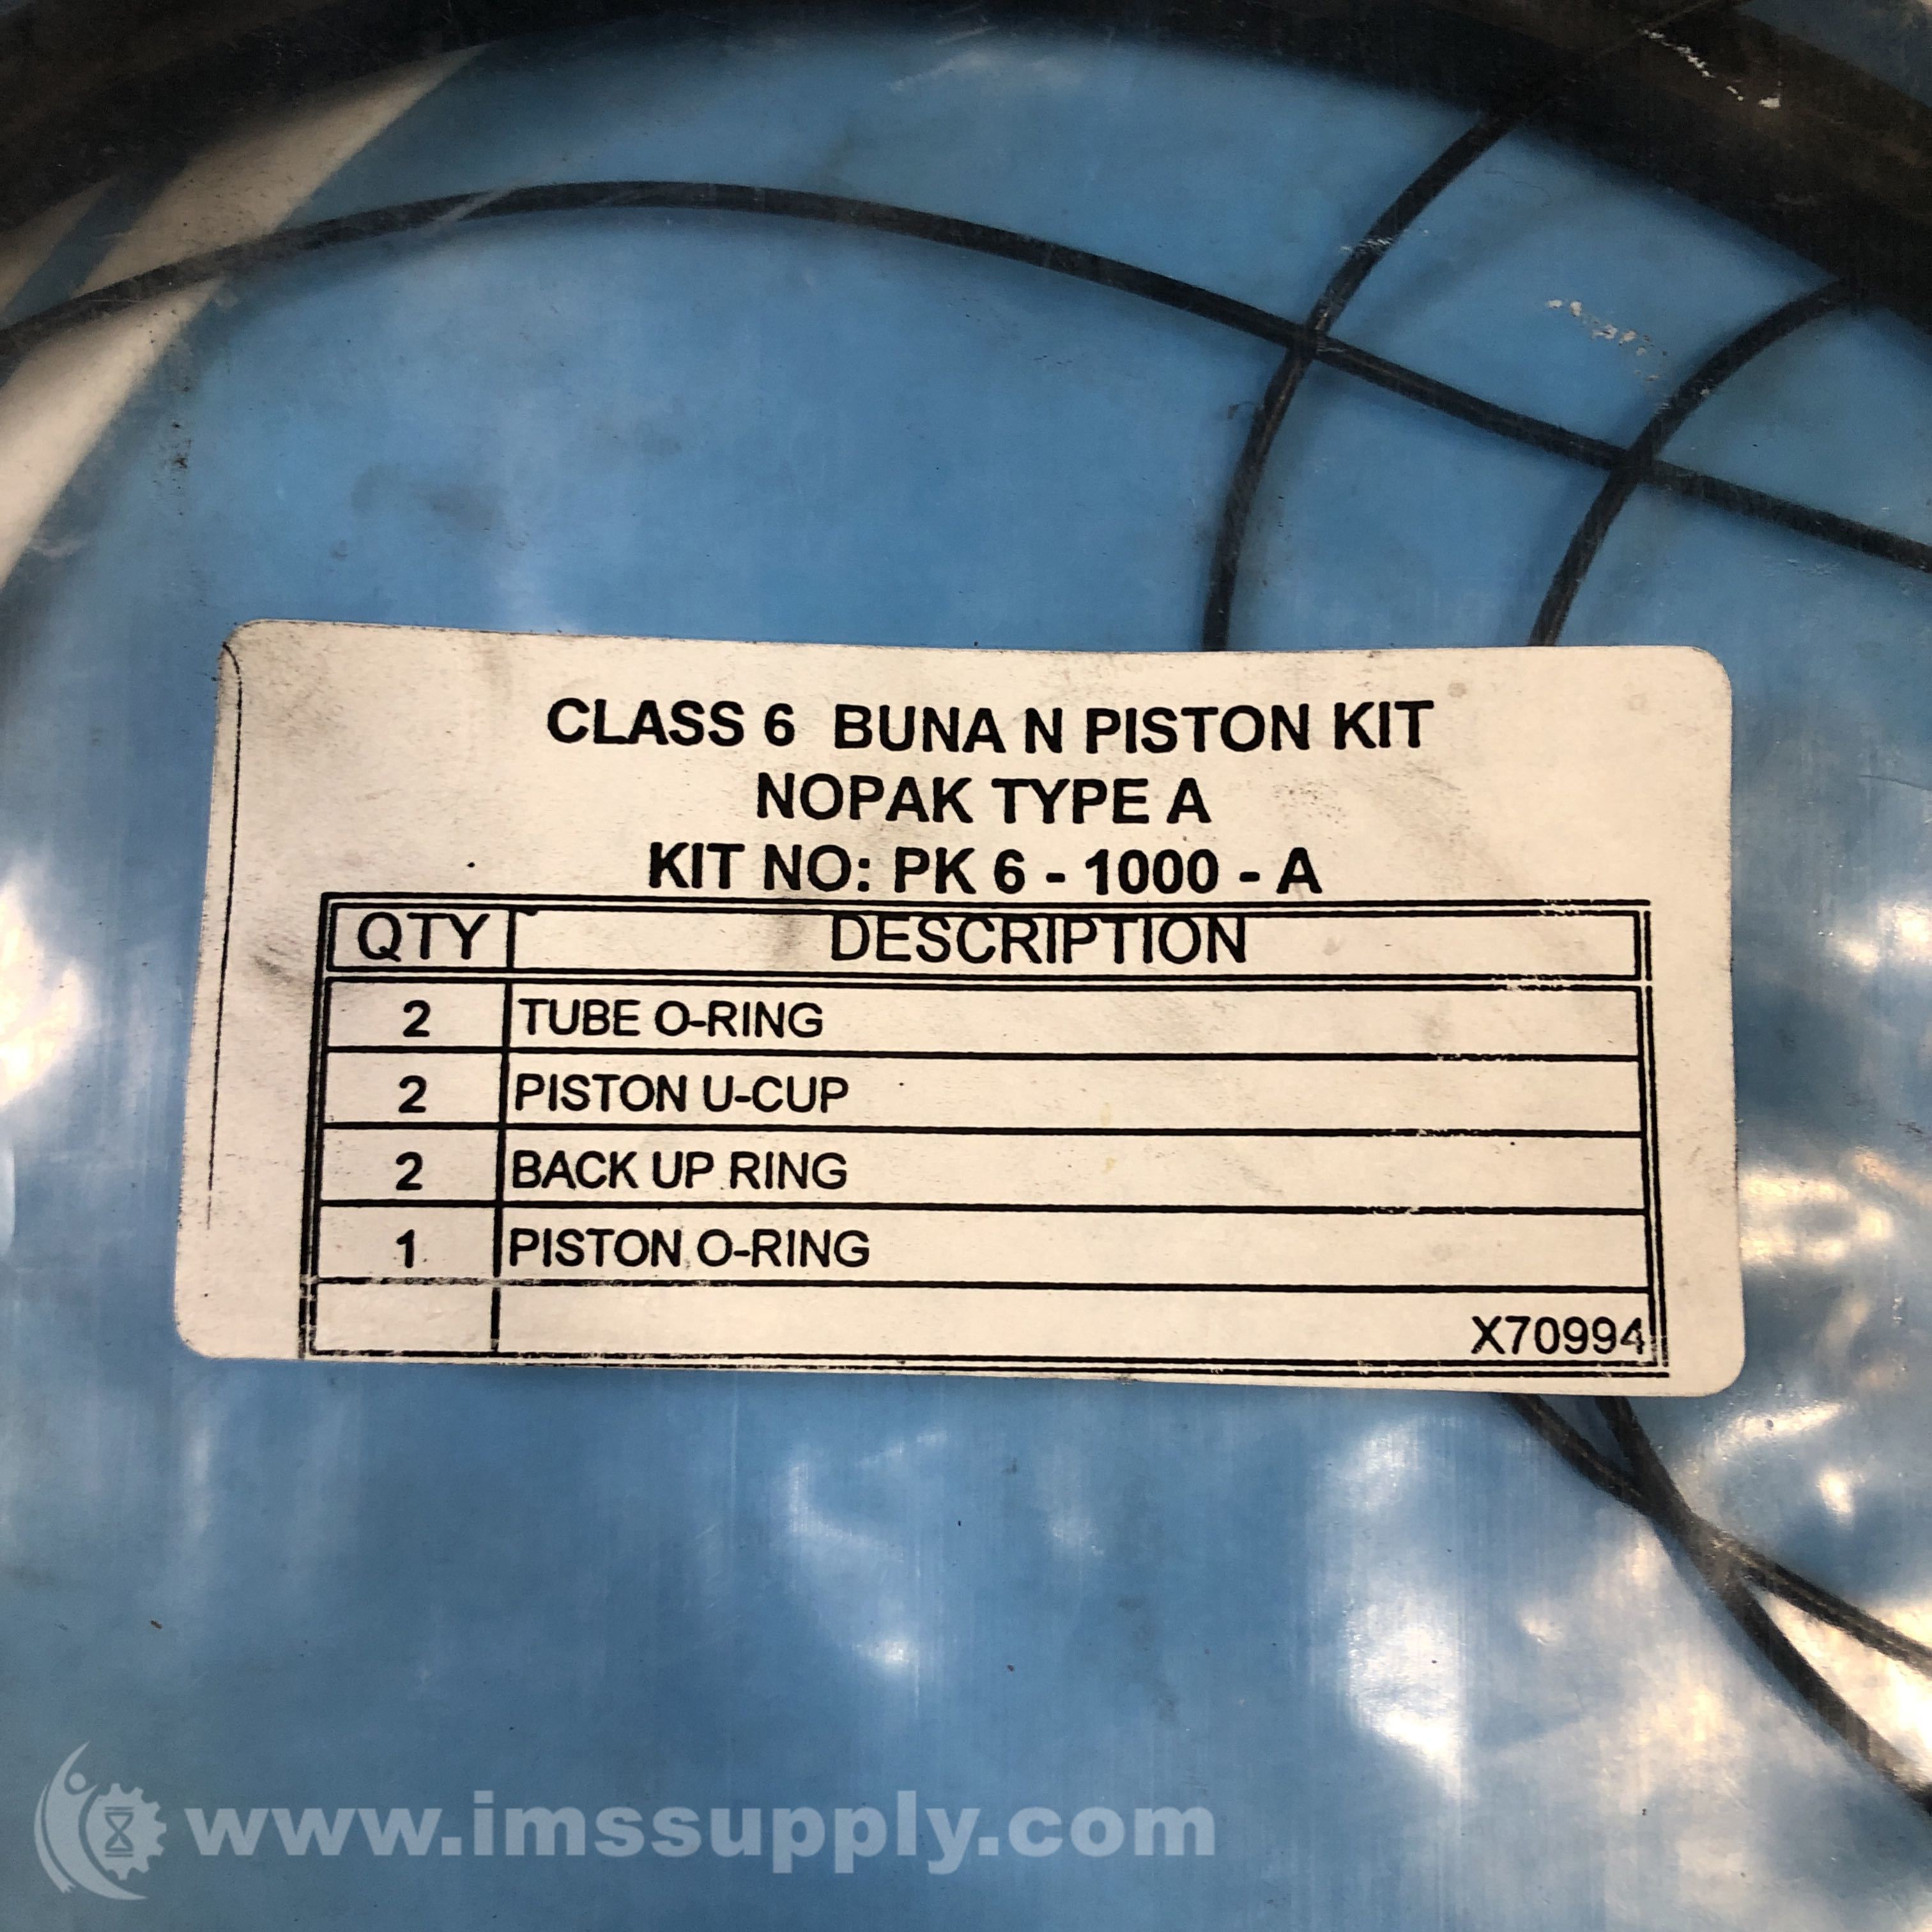 CLASS 6 BUNA N PISTON KIT
NOPAK TYPE A
KIT NO: PK 6 - 1000 - A
QTY DESCRIPTION
2 TUBE O-RING
2 PISTON U-CUP
2 BACK UP RING
1 PISTON O-RING
X70994
www.imssupply.com